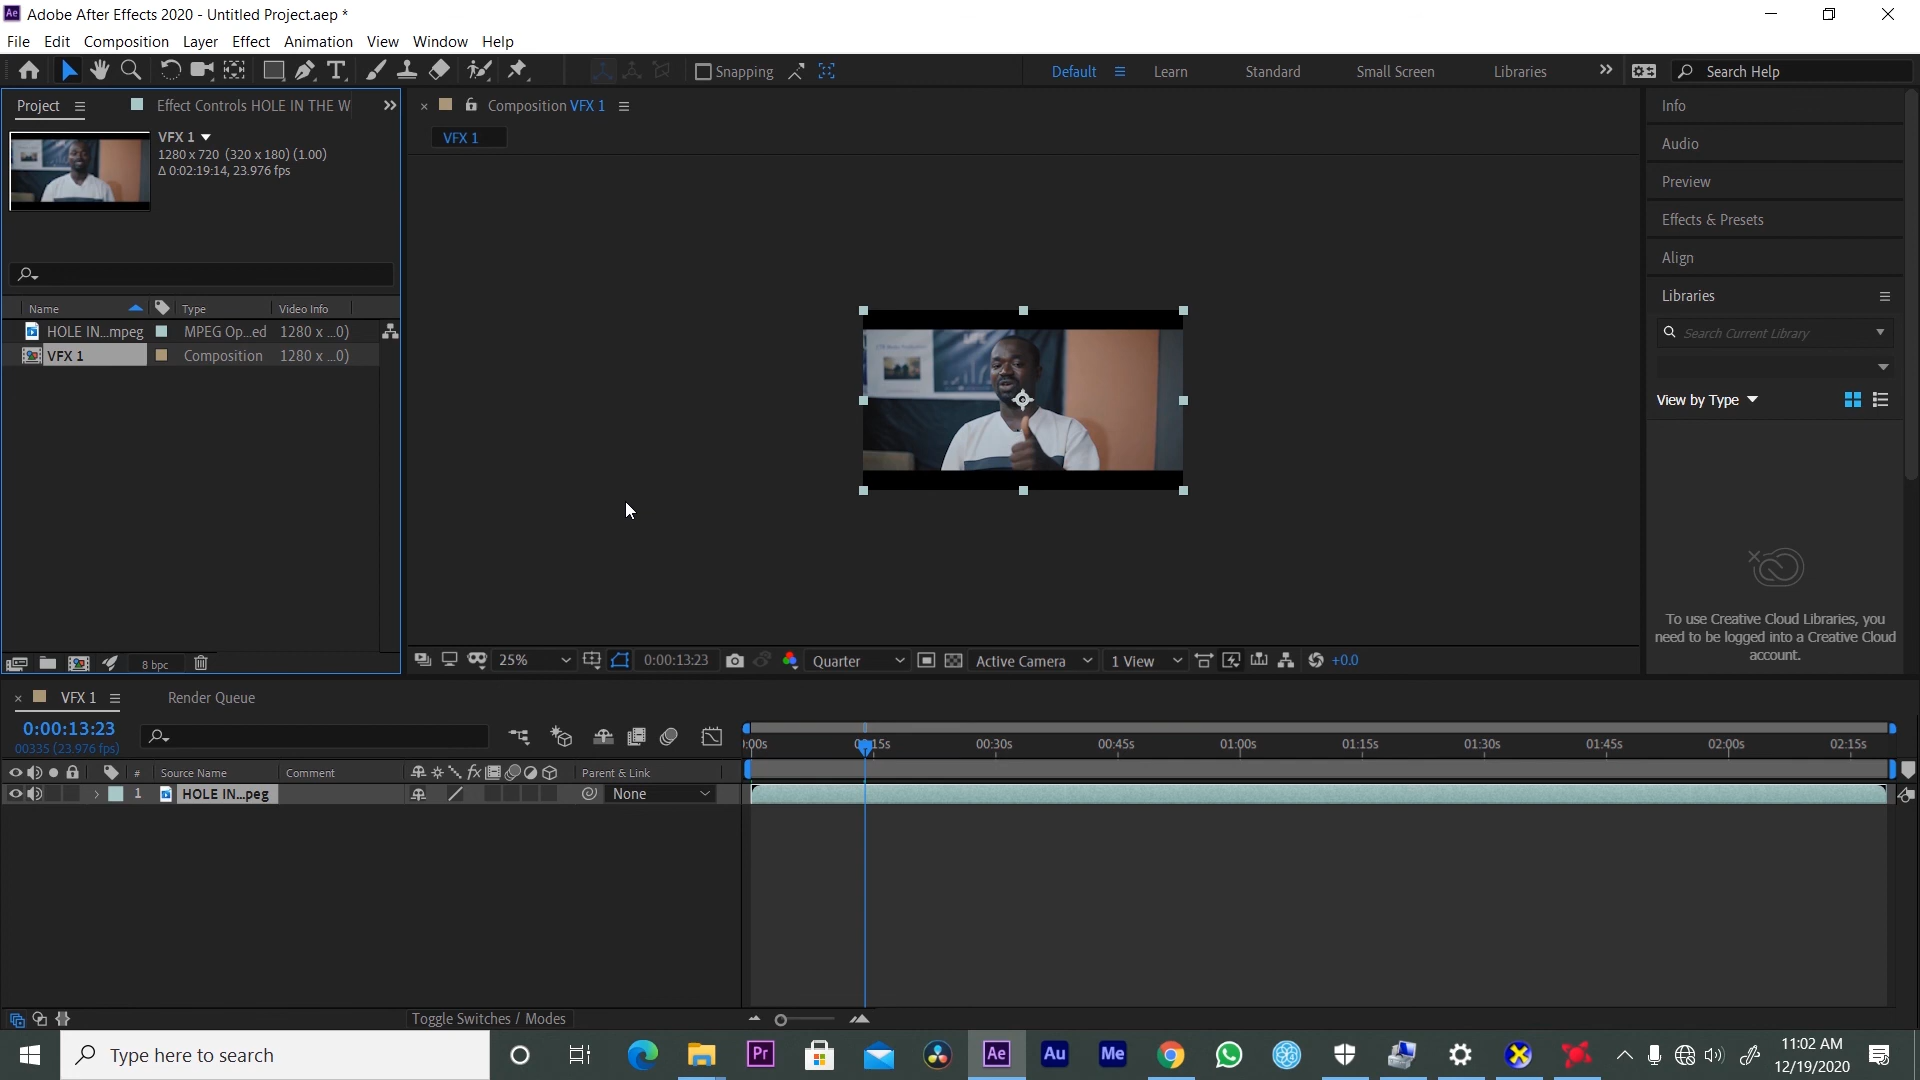 Ae Adobe After Effects 2020 - Untitled Project.aep *
File Edit Composition Layer Effect Animation View Window Help
Snapping Default Learn Standard Small Screen Libraries Search Help
Project Effect Controls HOLE IN THE W
Composition VFX 1
VFX 1
VFX 1
1280 x 720 (320 x 180) (1.00)
Δ 0:02:19:14, 23.976 fps
Name Type Video Info
HOLE IN...mpeg MPEG Op...ed 1280 x ...0)
VFX 1 Composition 1280 x ...0)
8 bpc
25% 0:00:13:23 Quarter Active Camera 1 View +0.0
Info
Audio
Preview
Effects & Presets
Align
Libraries
Search Current Library
View by Type
To use Creative Cloud Libraries, you
need to be logged into a Creative Cloud
account.
VFX 1 Render Queue
0:00:13:23
00335 (23.976 fps)
:00s 00:15s 00:30s 00:45s 01:00s 01:15s 01:30s 01:45s 02:00s 02:15s
# Source Name Comment fx Parent & Link
1 HOLE IN...peg None
Toggle Switches / Modes
Type here to search Pr Ae Au Me
11:02 AM
12/19/2020